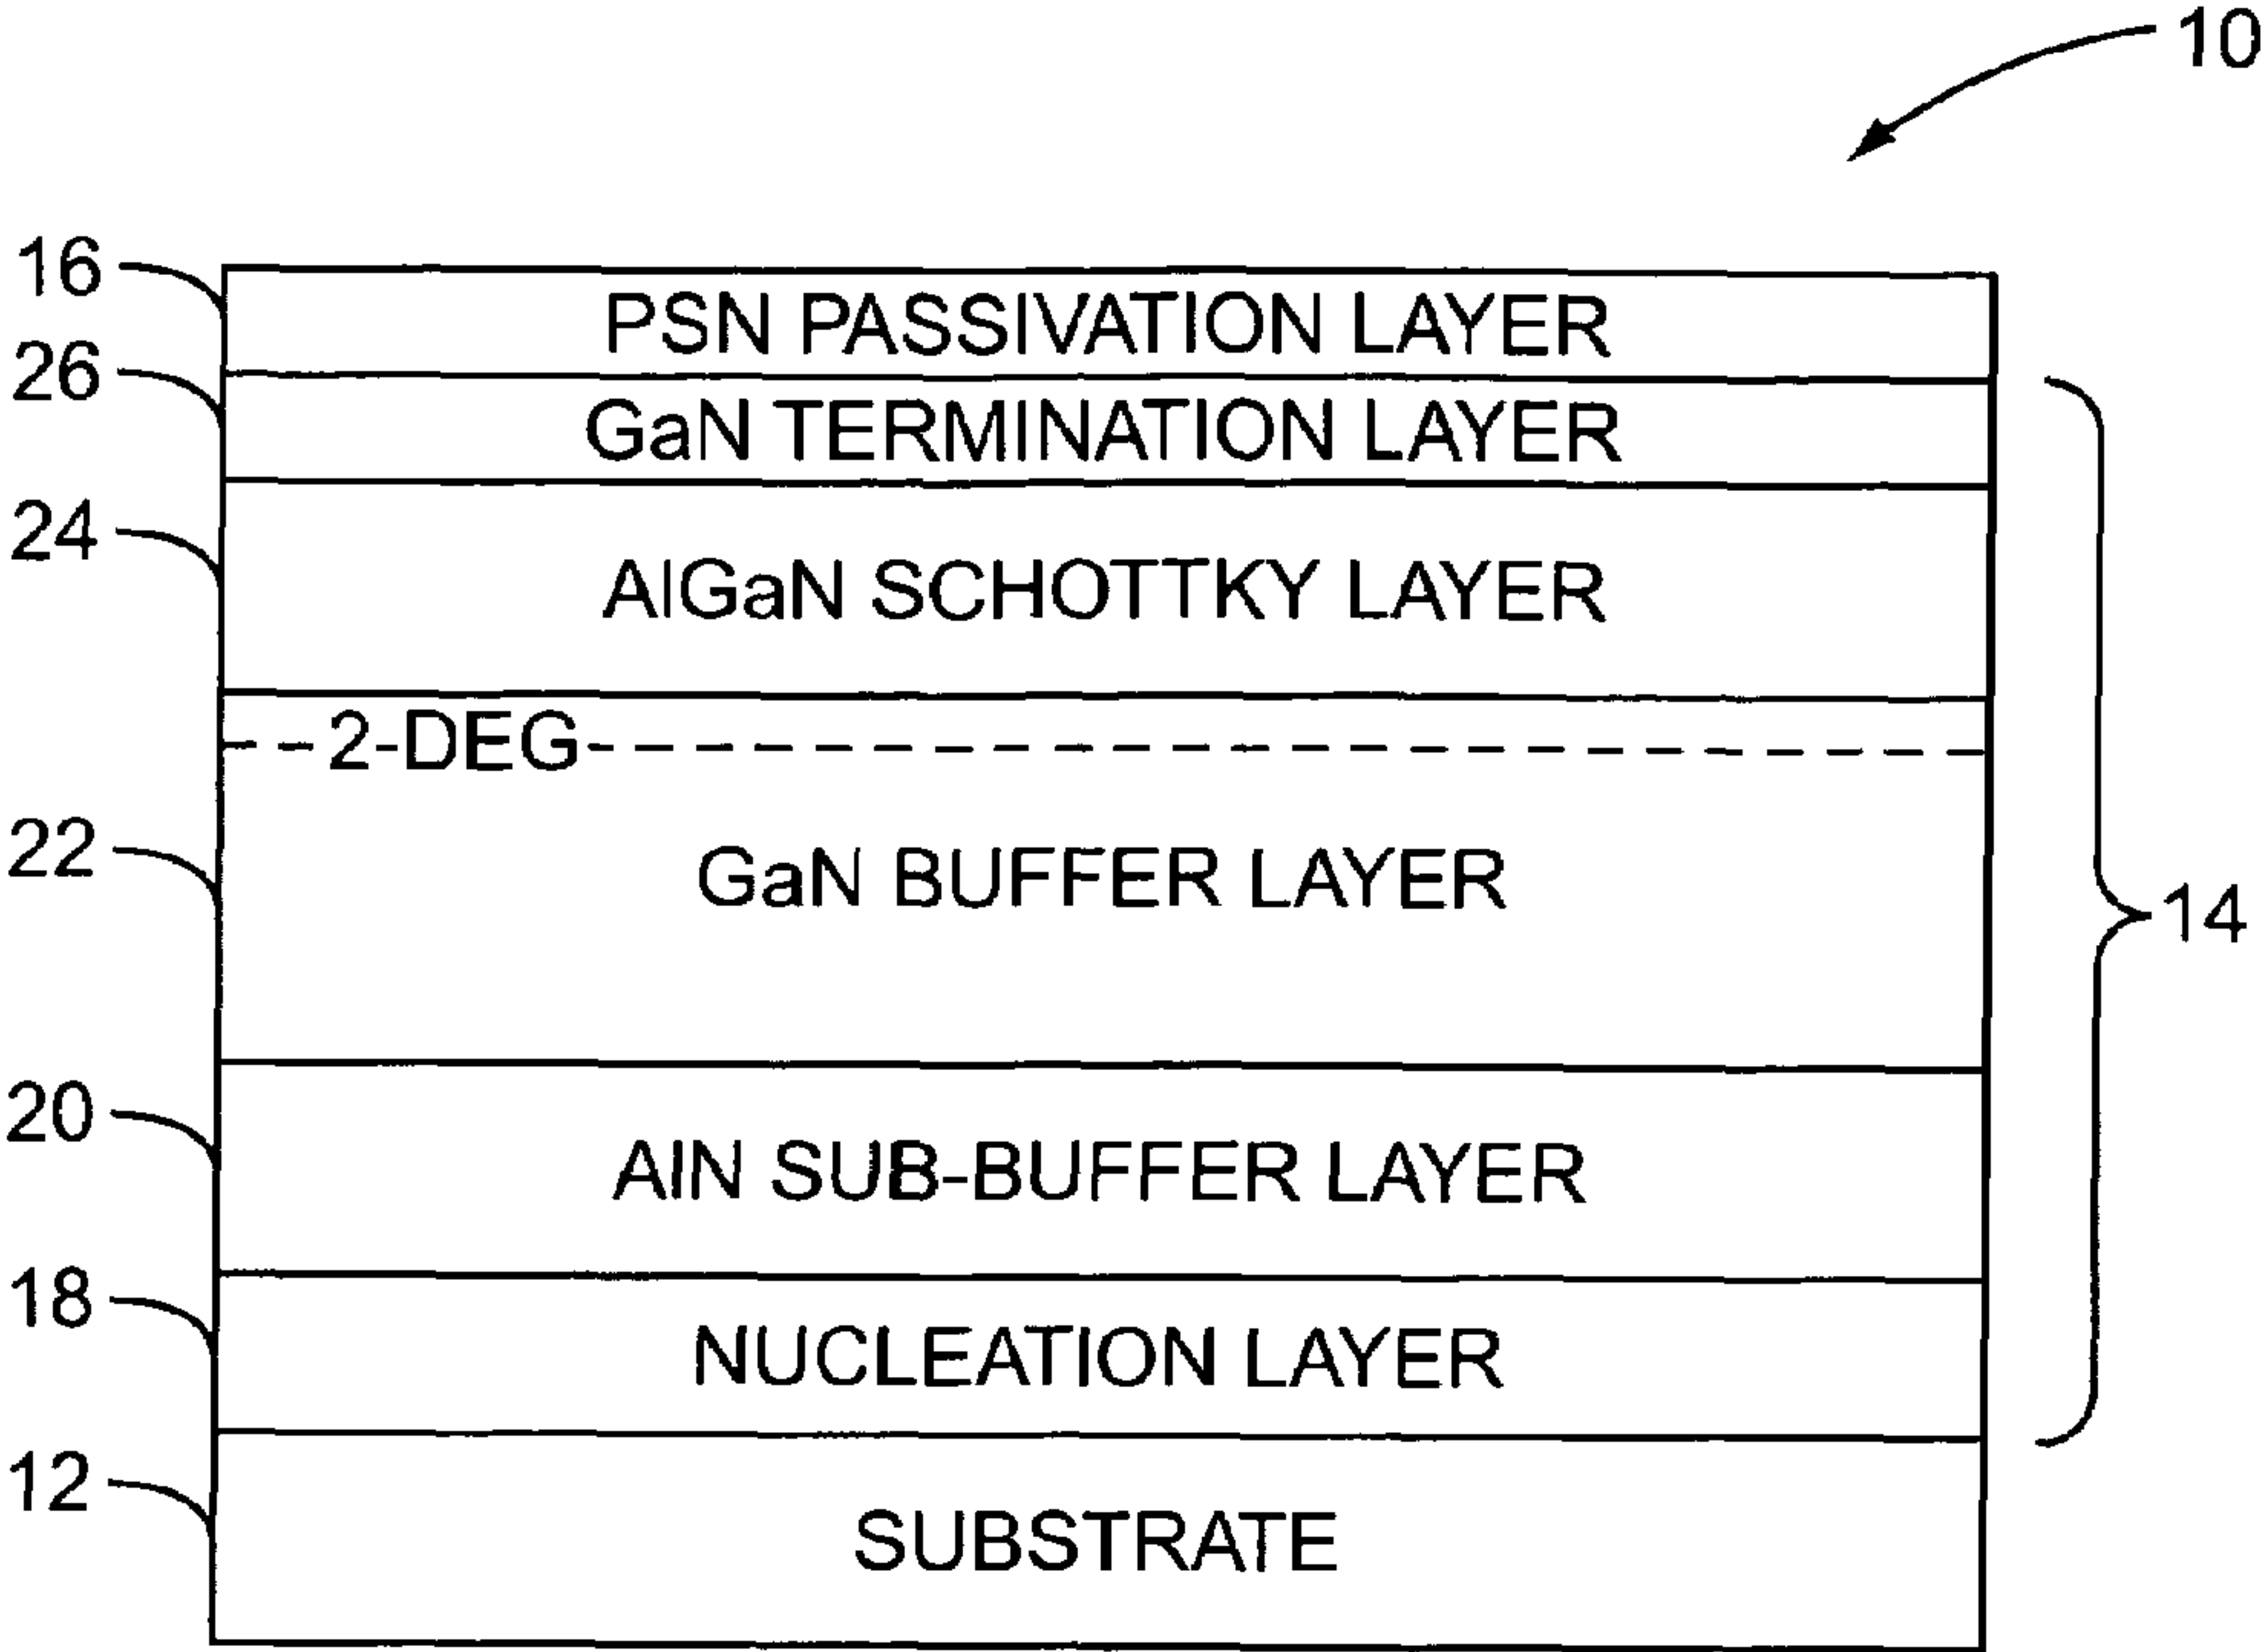 10
16
PSN PASSIVATION LAYER
26
GaN TERMINATION LAYER
24
AlGaN SCHOTTKY LAYER
2-DEG
22
GaN BUFFER LAYER
14
20
AlN SUB-BUFFER LAYER
18
NUCLEATION LAYER
12
SUBSTRATE